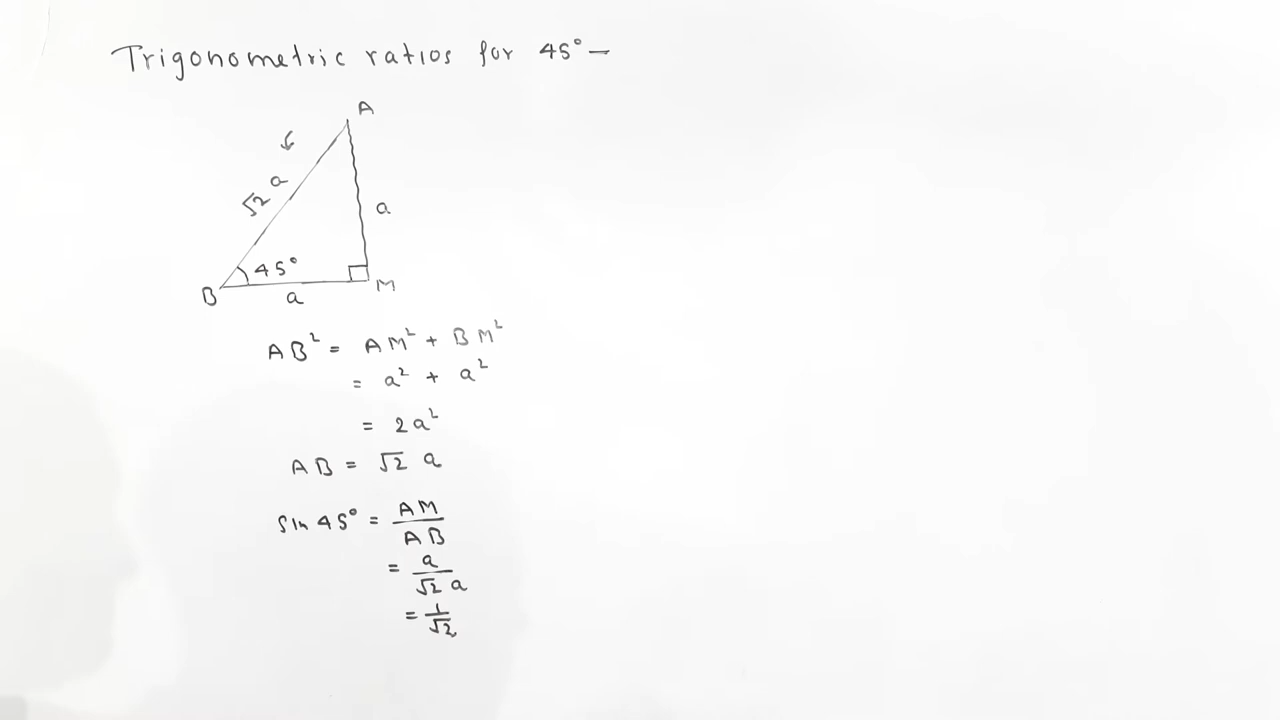 Trigonometric ratios for 45° —
A
√2 a
a
45°
B
M
a
AB² = AM² + BM²
= a² + a²
= 2a²
AB = √2 a
Sin 45° = AM/AB
= a/√2 a
= 1/√2